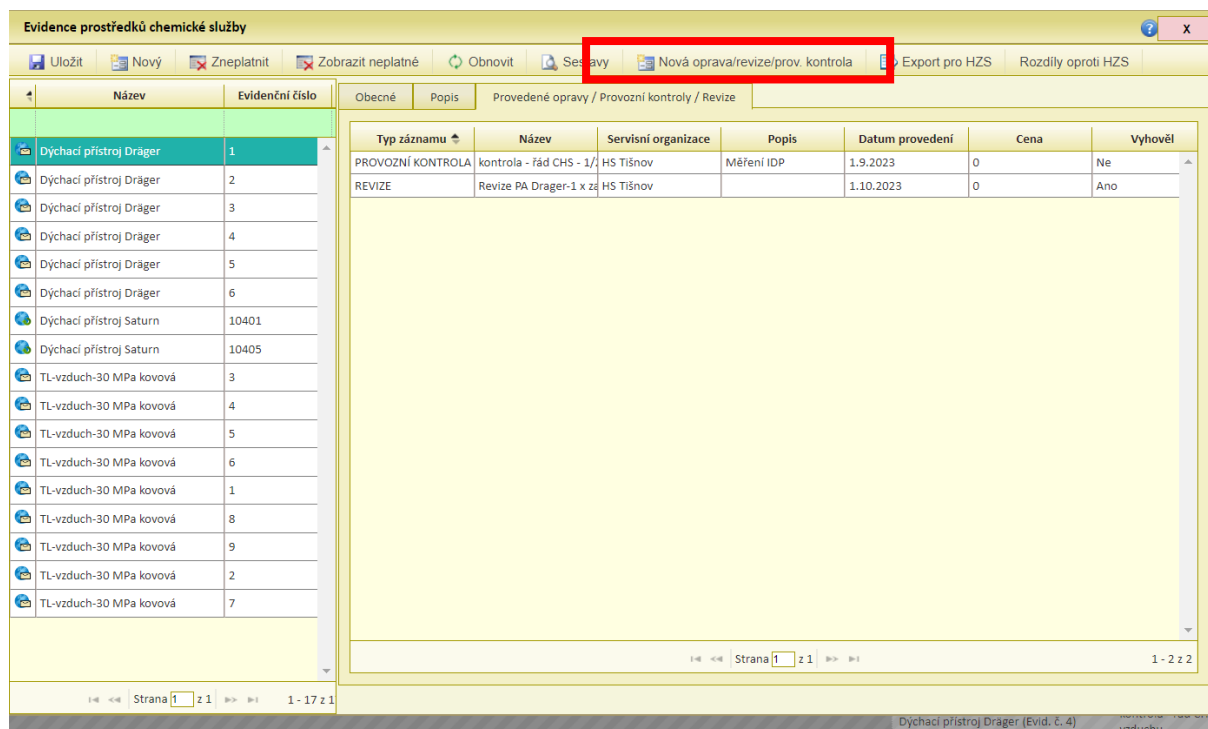 Evidence prostředků chemické služby
X
Uložit Nový Zneplatnit Zobrazit neplatné Obnovit Sestavy Nová oprava/revize/prov. kontrola Export pro HZS Rozdíly oproti HZS
Název Evidenční číslo
Dýchací přístroj Dräger 1
Dýchací přístroj Dräger 2
Dýchací přístroj Dräger 3
Dýchací přístroj Dräger 4
Dýchací přístroj Dräger 5
Dýchací přístroj Dräger 6
Dýchací přístroj Saturn 10401
Dýchací přístroj Saturn 10405
TL-vzduch-30 MPa kovová 3
TL-vzduch-30 MPa kovová 4
TL-vzduch-30 MPa kovová 5
TL-vzduch-30 MPa kovová 6
TL-vzduch-30 MPa kovová 1
TL-vzduch-30 MPa kovová 8
TL-vzduch-30 MPa kovová 9
TL-vzduch-30 MPa kovová 2
TL-vzduch-30 MPa kovová 7
Strana 1 z 1 1 - 17 z 1
Obecné Popis Provedené opravy / Provozní kontroly / Revize
Typ záznamu Název Servisní organizace Popis Datum provedení Cena Vyhověl
PROVOZNÍ KONTROLA kontrola - řád CHS - 1/ HS Tišnov Měření IDP 1.9.2023 0 Ne
REVIZE Revize PA Drager-1 x za HS Tišnov 1.10.2023 0 Ano
Strana 1 z 1 1 - 2 z 2
Dýchací přístroj Dräger (Evid. č. 4)